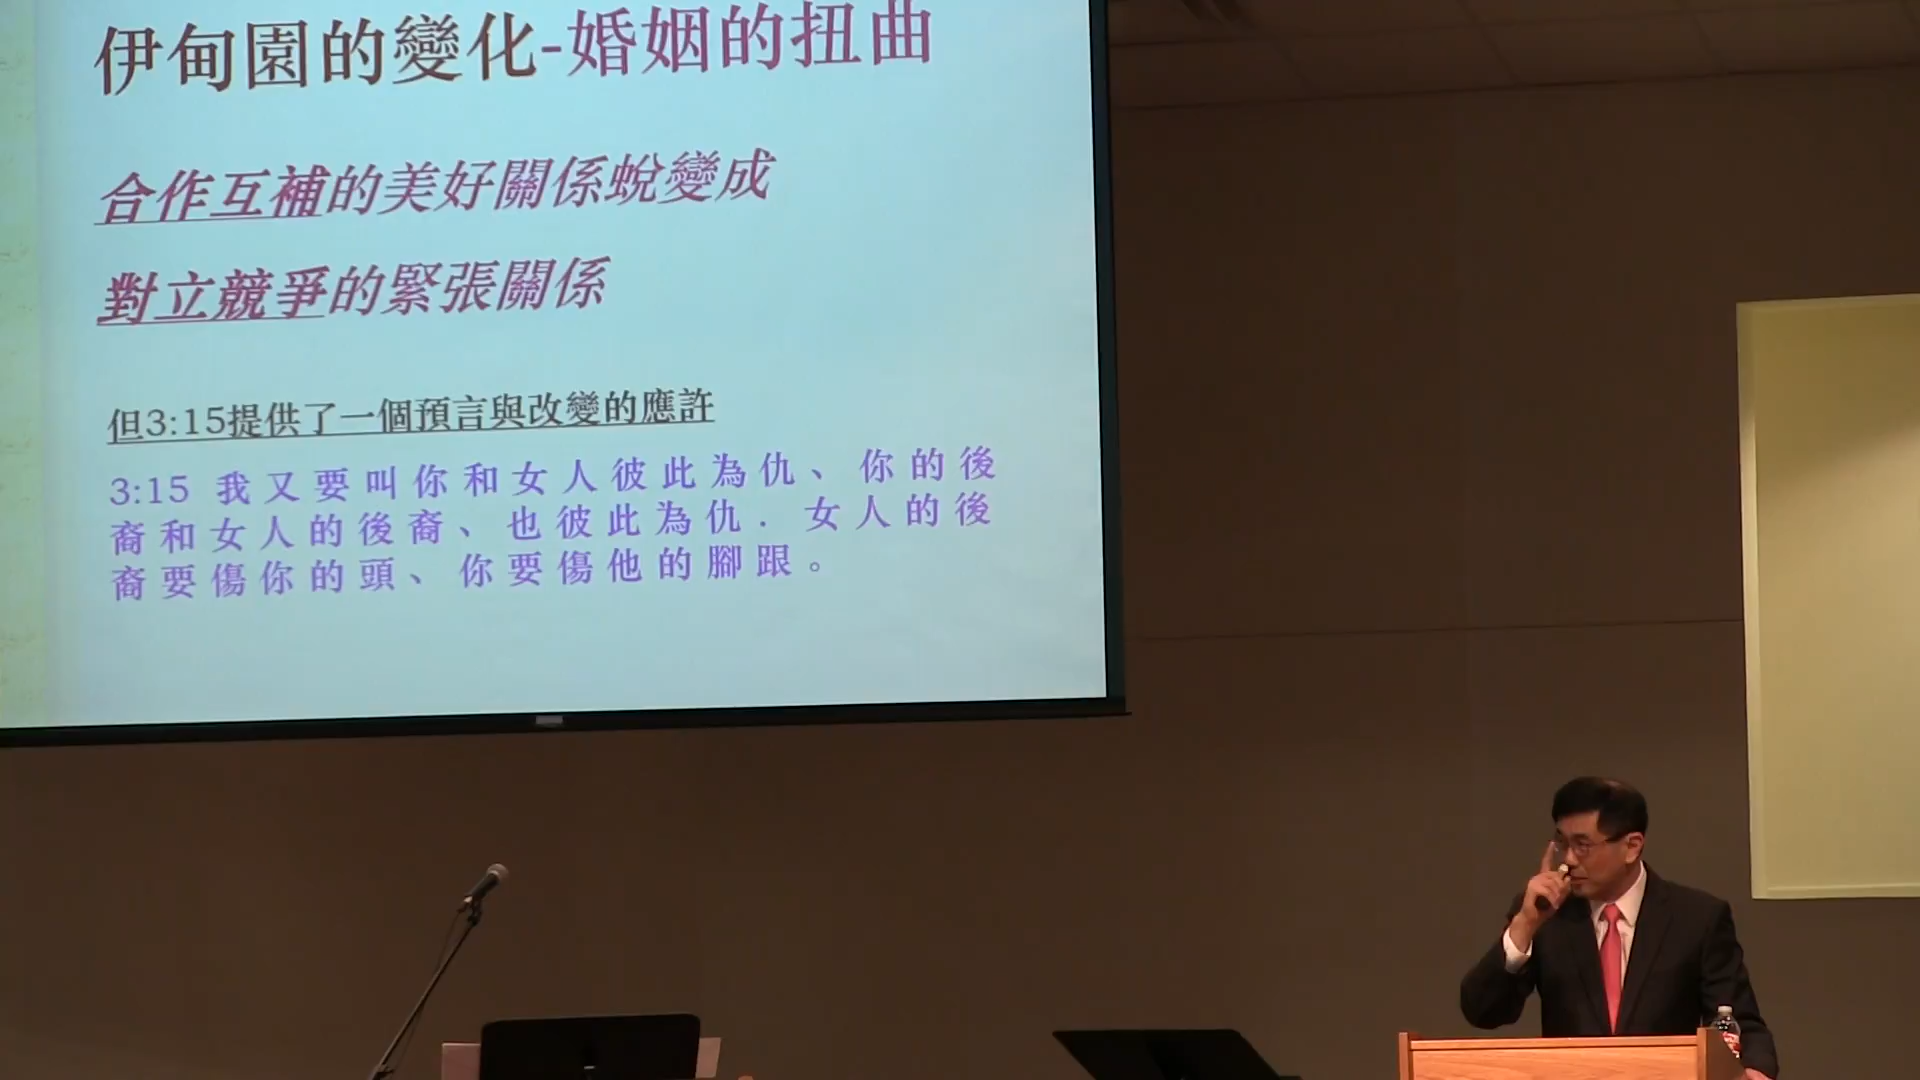 伊甸園的變化-婚姻的扭曲
合作互補的美好關係蛻變成
對立競爭的緊張關係
但3:15提供了一個預言與改變的應許
3:15 我又要叫你和女人彼此為仇、你的後
裔和女人的後裔、也彼此為仇．女人的後
裔要傷你的頭、你要傷他的腳跟。